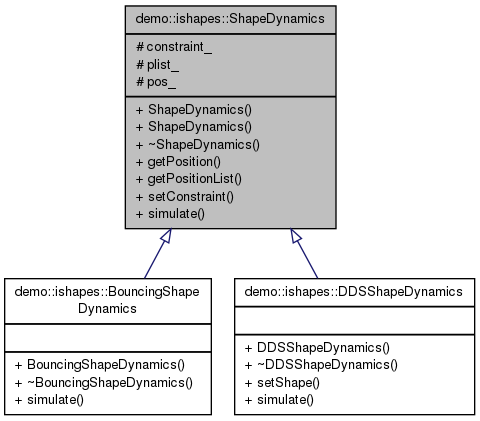 demo::ishapes::ShapeDynamics
# constraint_
# plist_
# pos_
+ ShapeDynamics()
+ ShapeDynamics()
+ ~ShapeDynamics()
+ getPosition()
+ getPositionList()
+ setConstraint()
+ simulate()
demo::ishapes::BouncingShape
Dynamics
+ BouncingShapeDynamics()
+ ~BouncingShapeDynamics()
+ simulate()
demo::ishapes::DDSShapeDynamics
+ DDSShapeDynamics()
+ ~DDSShapeDynamics()
+ setShape()
+ simulate()